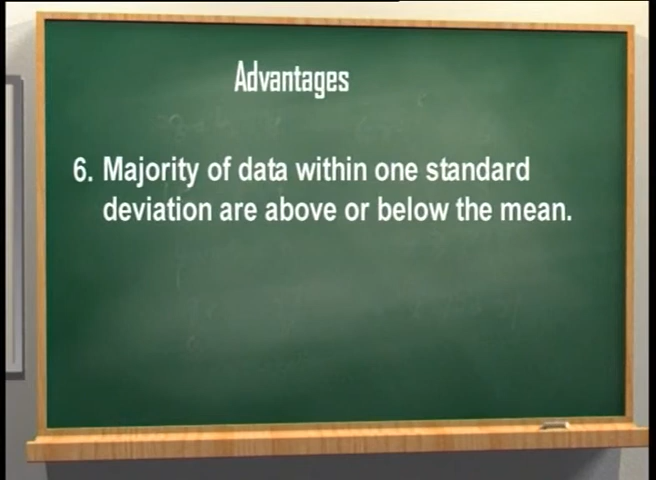 Advantages
6. Majority of data within one standard
deviation are above or below the mean.